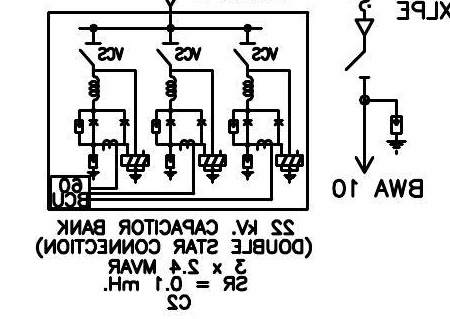 XLPE
VCS
VCS
VCS
60
BCU
BWA 10
22 kV. CAPACITOR BANK
(DOUBLE STAR CONNECTION)
3 x 2.4 MVAR
SR = 0.1 mH.
C2